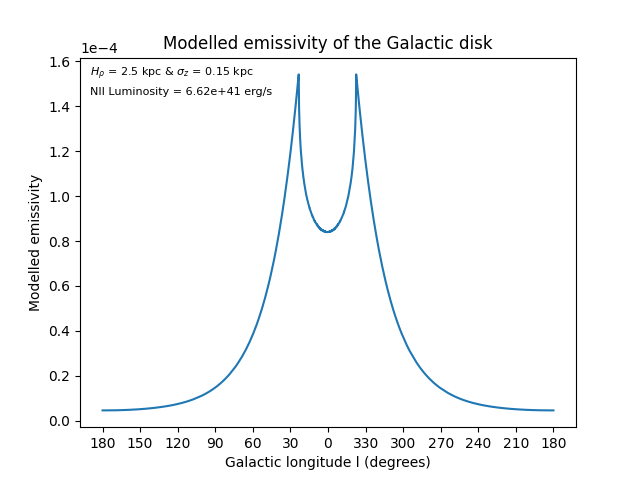 Modelled emissivity of the Galactic disk
1e−4
H_ρ = 2.5 kpc & σ_z = 0.15 kpc
NII Luminosity = 6.62e+41 erg/s
1.6
1.4
1.2
1.0
0.8
0.6
0.4
0.2
0.0
Modelled emissivity
180 150 120 90 60 30 0 330 300 270 240 210 180
Galactic longitude l (degrees)